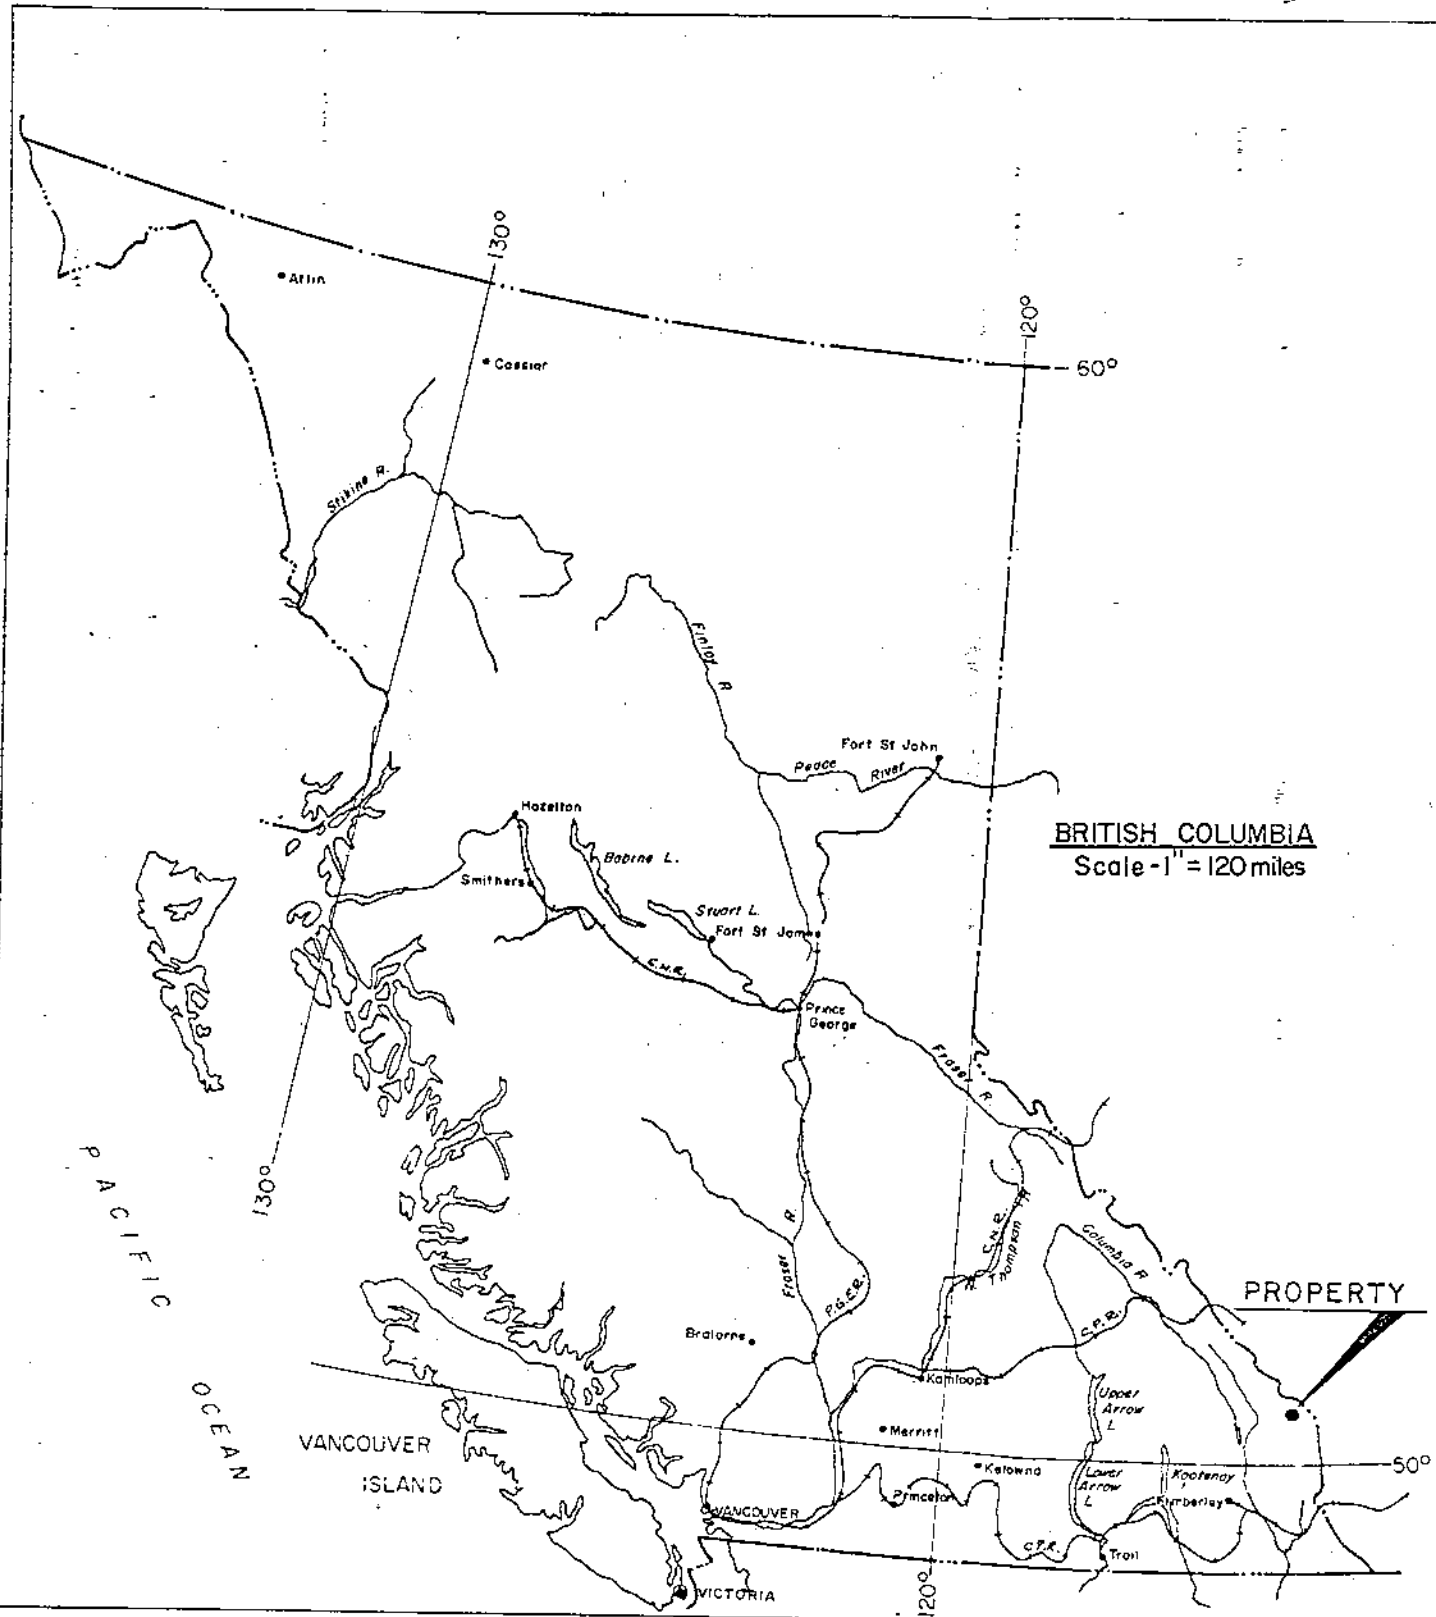 130°
Atlin
Cassiar
120°
60°
Stikine R.
Finlay R
Fort St John
Peace River
Hazelton
BRITISH COLUMBIA
Scale - 1" = 120 miles
Babine L.
Smithers
Stuart L.
Fort St James
C.N.R.
Prince
George
Fraser R.
PACIFIC
OCEAN
130°
C.N.R.
N. Thompson R
Columbia R
Fraser R.
P.G.E.R.
PROPERTY
C.P.R.
Bralorne
Kamloops
Upper
Arrow
L
Merritt
VANCOUVER
ISLAND
50°
Kelowna
Lower
Arrow
L
Kootenay
Kimberley
Princeton
VANCOUVER
C.P.R.
Trail
VICTORIA
120°